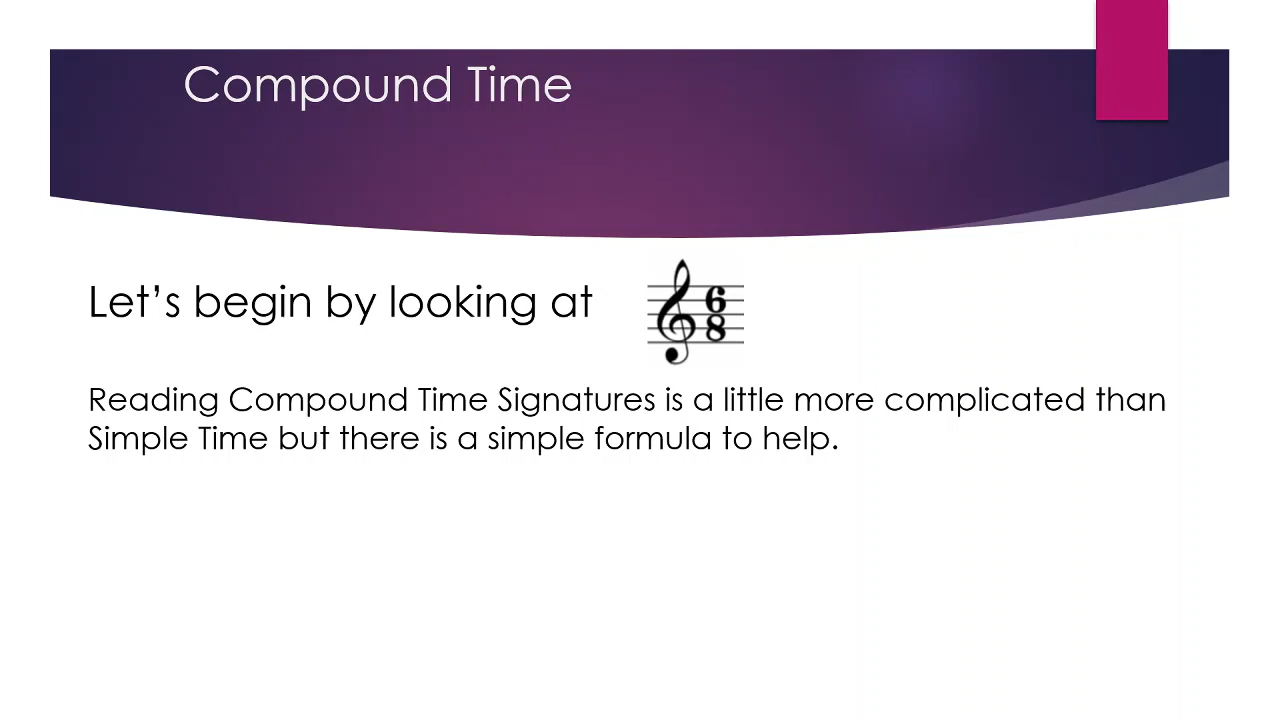 Compound Time
Let’s begin by looking at
6
8
Reading Compound Time Signatures is a little more complicated than
Simple Time but there is a simple formula to help.